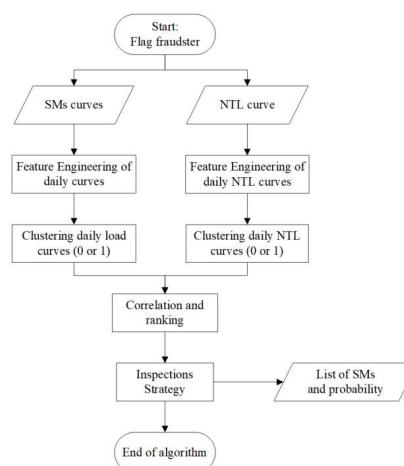 Start:
Flag fraudster
SMs curves
NTL curve
Feature Engineering of
daily curves
Feature Engineering of
daily NTL curves
Clustering daily load
curves (0 or 1)
Clustering daily NTL
curves (0 or 1)
Correlation and
ranking
Inspections
Strategy
List of SMs
and probability
End of algorithm